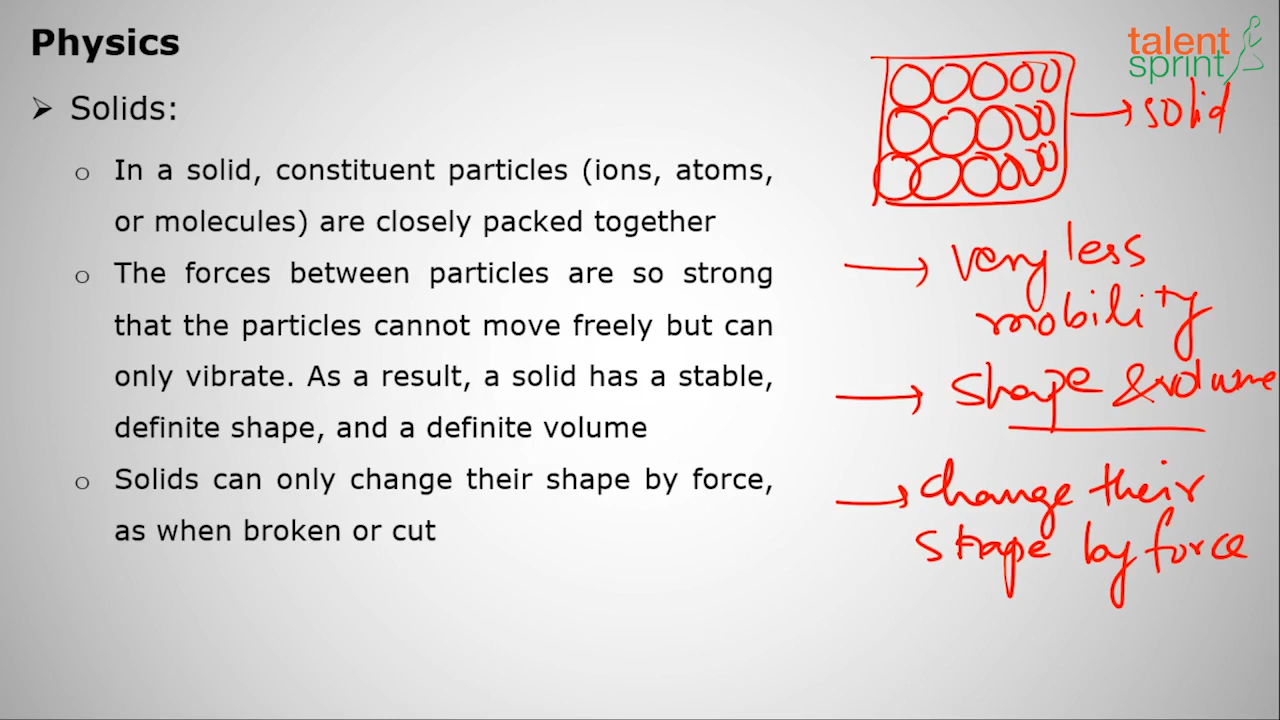 Physics
talent
sprint
➤ Solids:
o In a solid, constituent particles (ions, atoms,
or molecules) are closely packed together
o The forces between particles are so strong
that the particles cannot move freely but can
only vibrate. As a result, a solid has a stable,
definite shape, and a definite volume
o Solids can only change their shape by force,
as when broken or cut
→ solid
→ very less
mobility
→ shape & volume
→ change their
shape by force